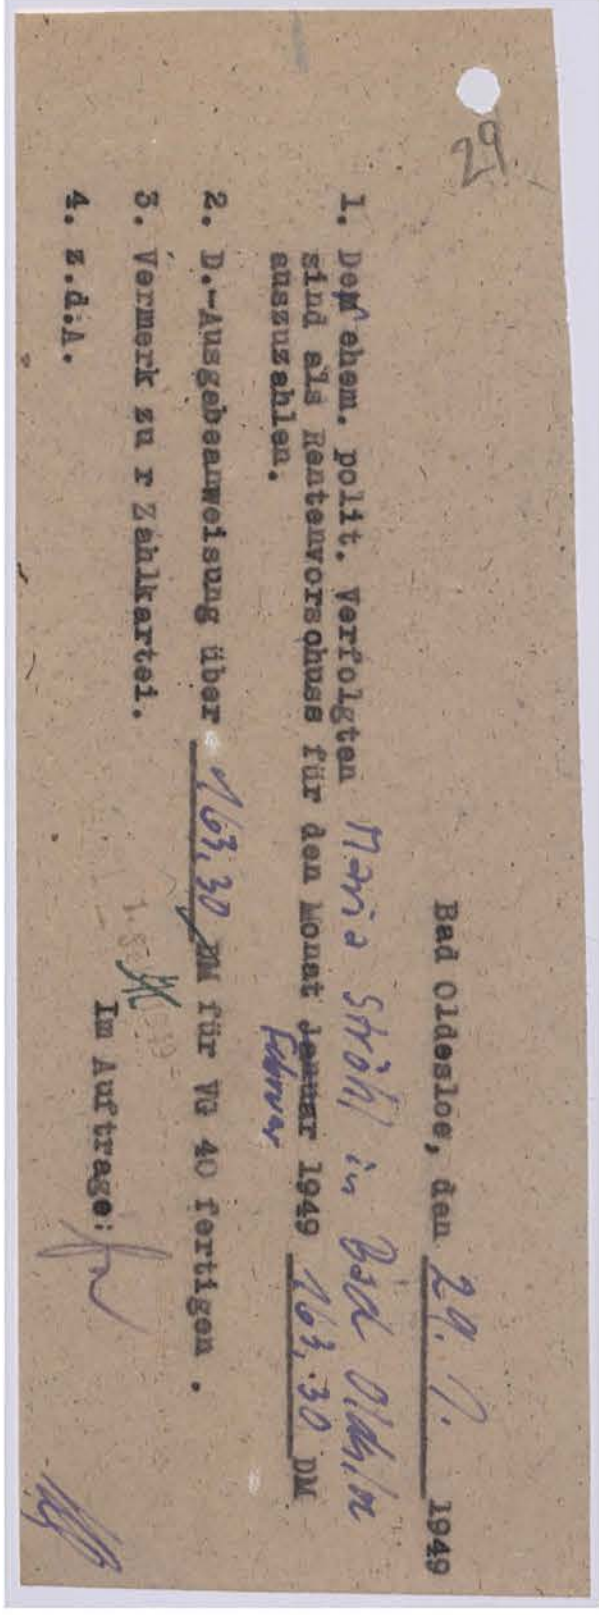 29
Bad Oldesloe, den 29. 1. 1949
1. Der ehem. polit. Verfolgten Maria Ströhl in Bad Oldesloe
sind als Rentenvorschuss für den Monat Januar 1949 163,30 DM
Februar
auszuzahlen.
2. D.-Ausgabeanweisung über 163,30 DM für VG 40 fertigen .
3. Vermerk zu r Zahlkartei.
4. z.d.A.
Im Auftrage: